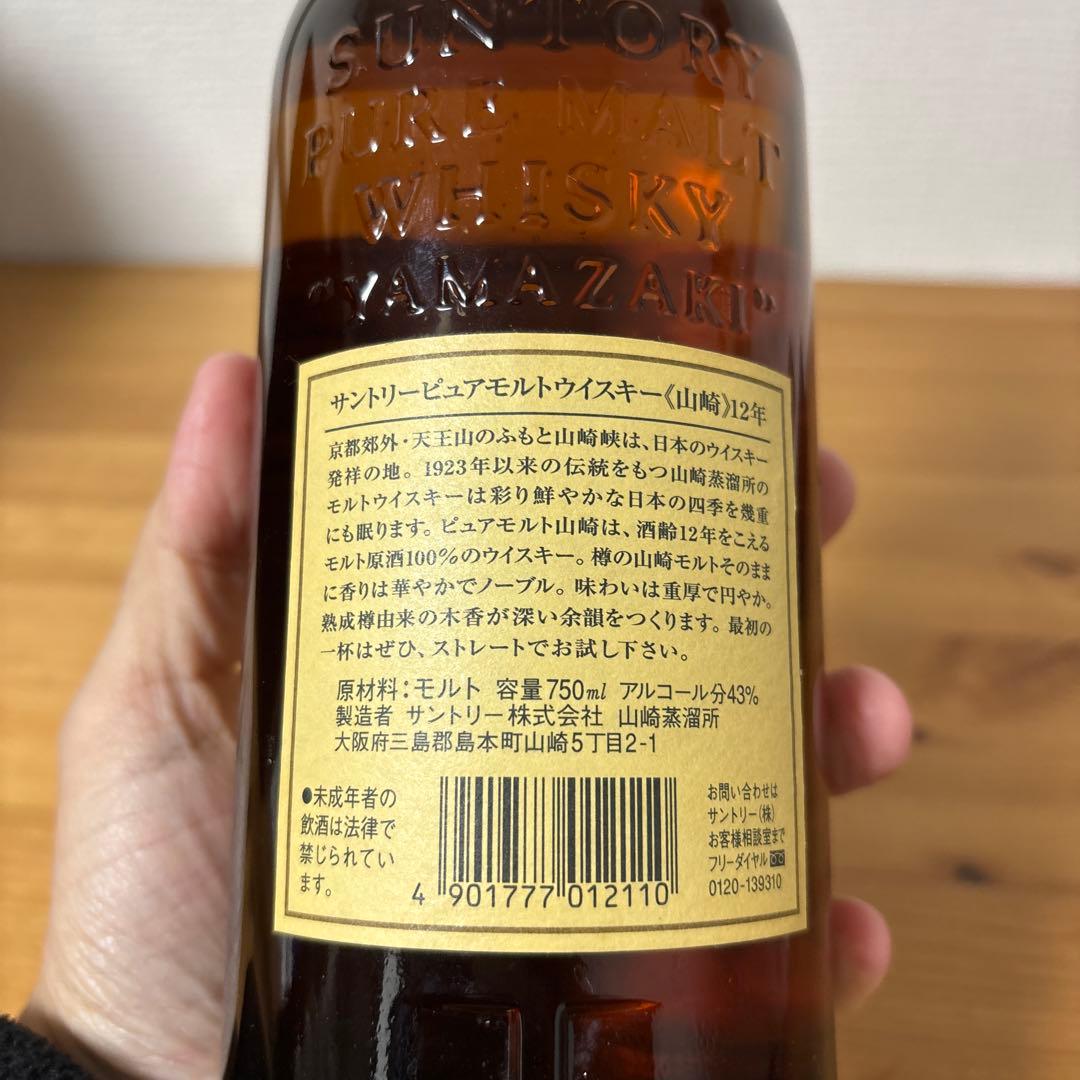 SUNTORY
PURE MALT
WHISKY
"YAMAZAKI"
サントリーピュアモルトウイスキー《山崎》12年
京都郊外・天王山のふもと山崎峡は、日本のウイスキー
発祥の地。1923年以来の伝統をもつ山崎蒸溜所の
モルトウイスキーは彩り鮮やかな日本の四季を幾重
にも眠ります。ピュアモルト山崎は、酒齢12年をこえる
モルト原酒100%のウイスキー。樽の山崎モルトそのまま
に香りは華やかでノーブル。味わいは重厚で円やか。
熟成樽由来の木香が深い余韻をつくります。最初の
一杯はぜひ、ストレートでお試し下さい。
原材料:モルト 容量750ml アルコール分43%
製造者 サントリー株式会社 山崎蒸溜所
大阪府三島郡島本町山崎5丁目2-1
●未成年者の
飲酒は法律で
禁じられてい
ます。
4 901777 012110
お問い合わせは
サントリー(株)
お客様相談室まで
フリーダイヤル
0120-139310